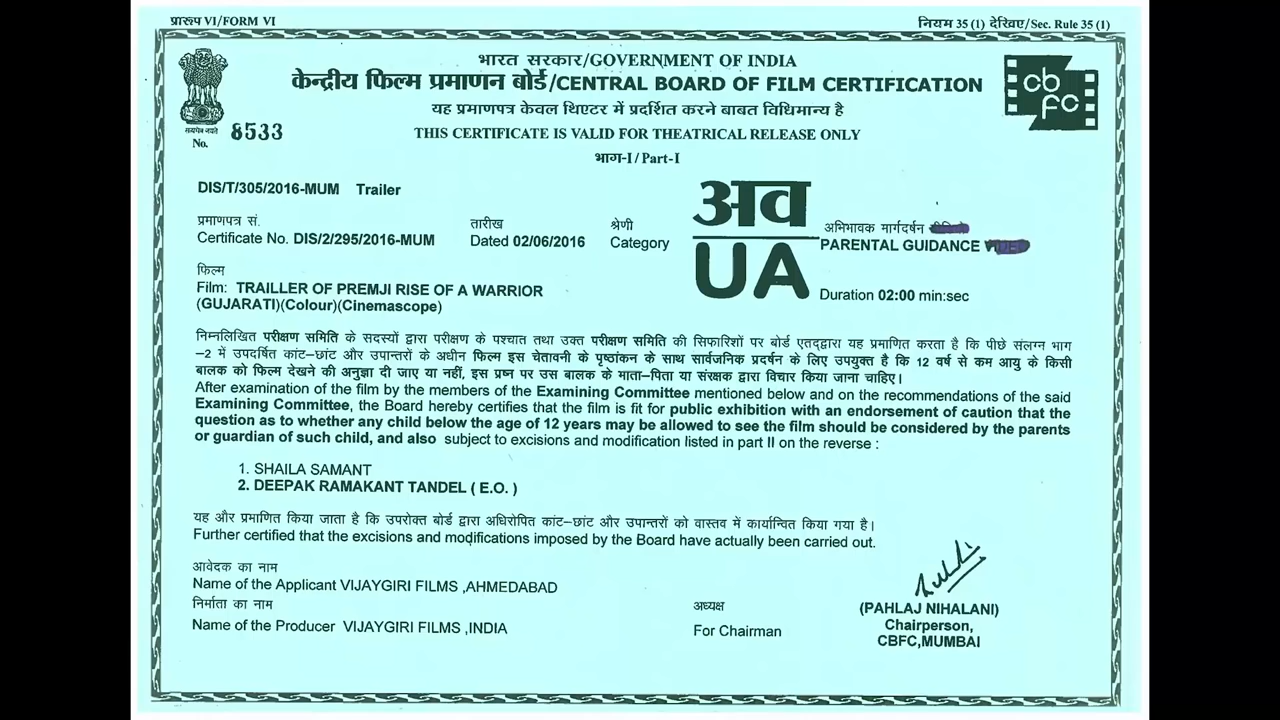 प्रारूप VI/FORM VI
नियम 35 (1) देखिए/Sec. Rule 35 (1)
भारत सरकार/GOVERNMENT OF INDIA
केन्द्रीय फिल्म प्रमाणन बोर्ड/CENTRAL BOARD OF FILM CERTIFICATION
यह प्रमाणपत्र केवल थिएटर में प्रदर्शित करने बाबत विधिमान्य है
THIS CERTIFICATE IS VALID FOR THEATRICAL RELEASE ONLY
सत्यमेव जयते
No. 8533
cb
fc
भाग-I / Part-I
DIS/T/305/2016-MUM Trailer
अव
UA
प्रमाणपत्र सं. तारीख श्रेणी अभिभावक मार्गदर्शन
Certificate No. DIS/2/295/2016-MUM Dated 02/06/2016 Category PARENTAL GUIDANCE
फिल्म
Film: TRAILLER OF PREMJI RISE OF A WARRIOR
(GUJARATI)(Colour)(Cinemascope)
Duration 02:00 min:sec
निम्नलिखित परीक्षण समिति के सदस्यों द्वारा परीक्षण के पश्चात तथा उक्त परीक्षण समिति की सिफारिशों पर बोर्ड एतद्द्वारा यह प्रमाणित करता है कि पीछे संलग्न भाग
-2 में उपदर्षित कांट-छांट और उपान्तरों के अधीन फिल्म इस चेतावनी के पृष्ठांकन के साथ सार्वजनिक प्रदर्षन के लिए उपयुक्त है कि 12 वर्ष से कम आयु के किसी
बालक को फिल्म देखने की अनुज्ञा दी जाए या नहीं, इस प्रश्न पर उस बालक के माता-पिता या संरक्षक द्वारा विचार किया जाना चाहिए।
After examination of the film by the members of the Examining Committee mentioned below and on the recommendations of the said
Examining Committee, the Board hereby certifies that the film is fit for public exhibition with an endorsement of caution that the
question as to whether any child below the age of 12 years may be allowed to see the film should be considered by the parents
or guardian of such child, and also subject to excisions and modification listed in part II on the reverse :
1. SHAILA SAMANT
2. DEEPAK RAMAKANT TANDEL ( E.O. )
यह और प्रमाणित किया जाता है कि उपरोक्त बोर्ड द्वारा अधिरोपित कांट-छांट और उपान्तरों को वास्तव में कार्यान्वित किया गया है।
Further certified that the excisions and modifications imposed by the Board have actually been carried out.
आवेदक का नाम
Name of the Applicant VIJAYGIRI FILMS ,AHMEDABAD
निर्माता का नाम
Name of the Producer VIJAYGIRI FILMS ,INDIA
अध्यक्ष
For Chairman
(PAHLAJ NIHALANI)
Chairperson,
CBFC,MUMBAI